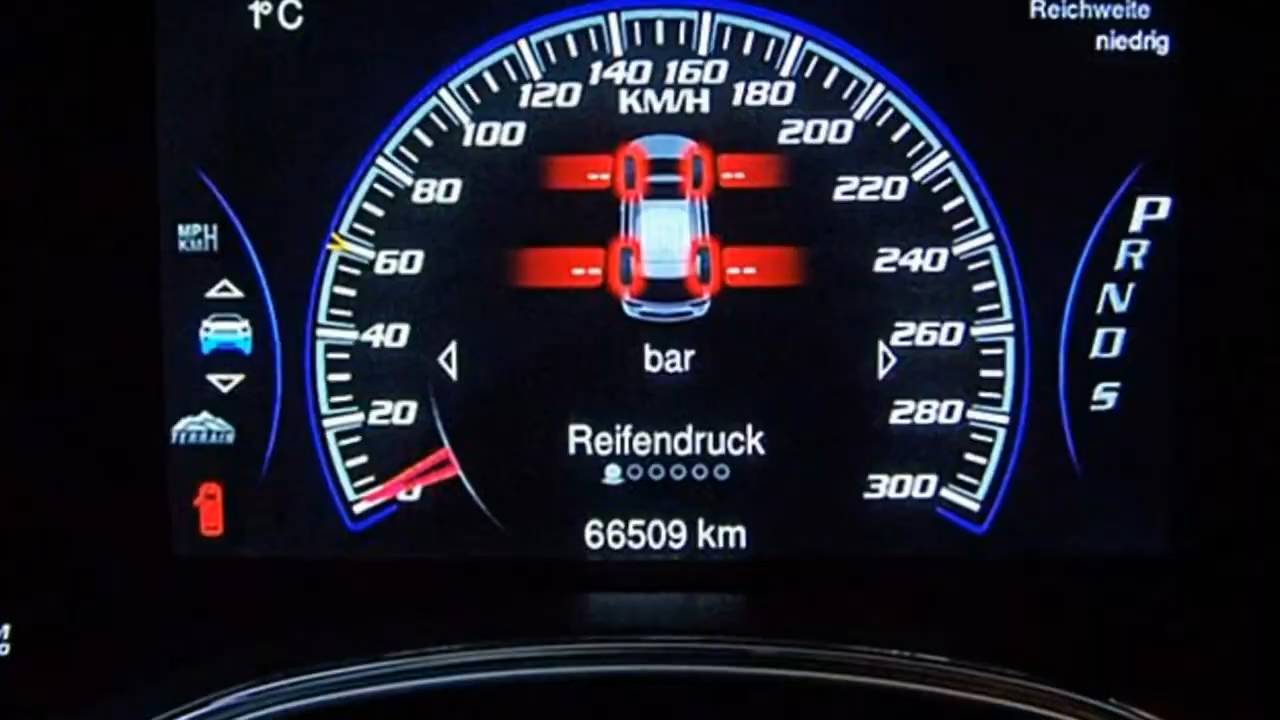 1°C
Reichweite
niedrig
140 160
120 KM/H 180
100 200
80 220
MPH
KM/H
60 240
40 260
bar
20 280
TERRAIN
Reifendruck
0 300
66509 km
P
R
N
D
S
-- --
-- --